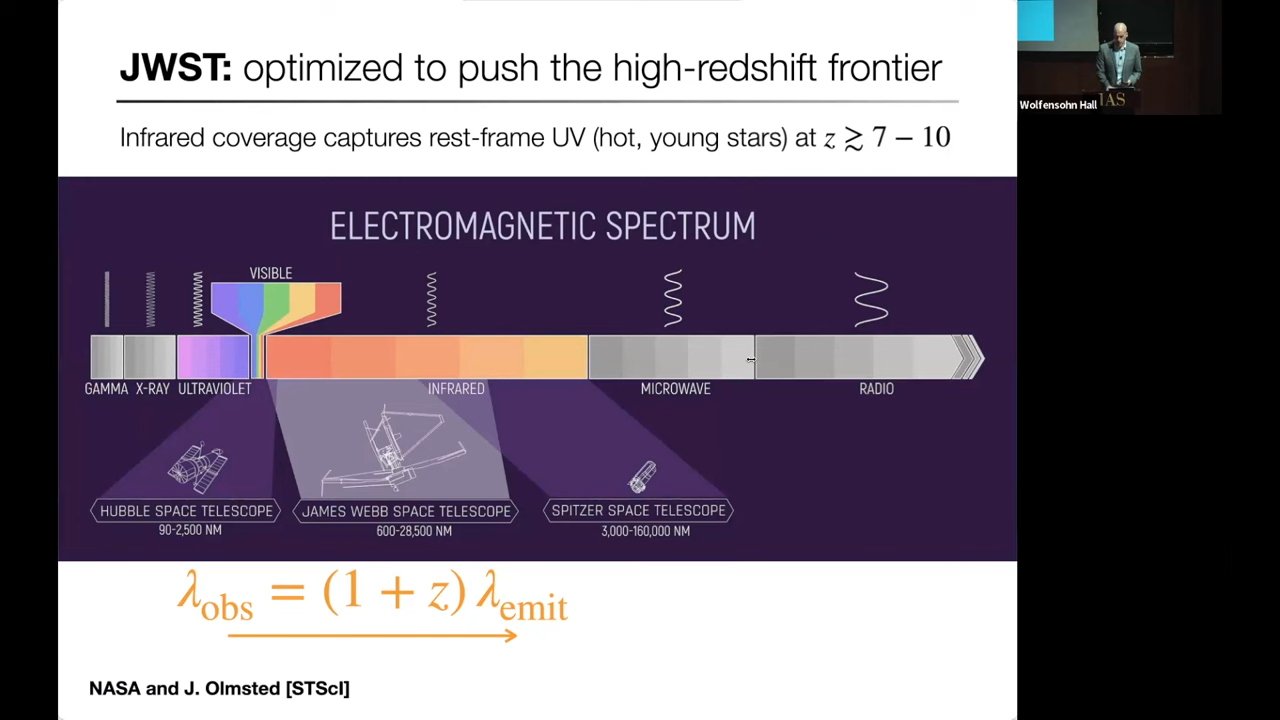 JWST: optimized to push the high-redshift frontier
Infrared coverage captures rest-frame UV (hot, young stars) at z ≳ 7 − 10
ELECTROMAGNETIC SPECTRUM
VISIBLE
GAMMA X-RAY ULTRAVIOLET INFRARED MICROWAVE RADIO
HUBBLE SPACE TELESCOPE
90-2,500 NM
JAMES WEBB SPACE TELESCOPE
600-28,500 NM
SPITZER SPACE TELESCOPE
3,000-160,000 NM
λobs = (1 + z) λemit
NASA and J. Olmsted [STScI]
Wolfensohn Hall
IAS